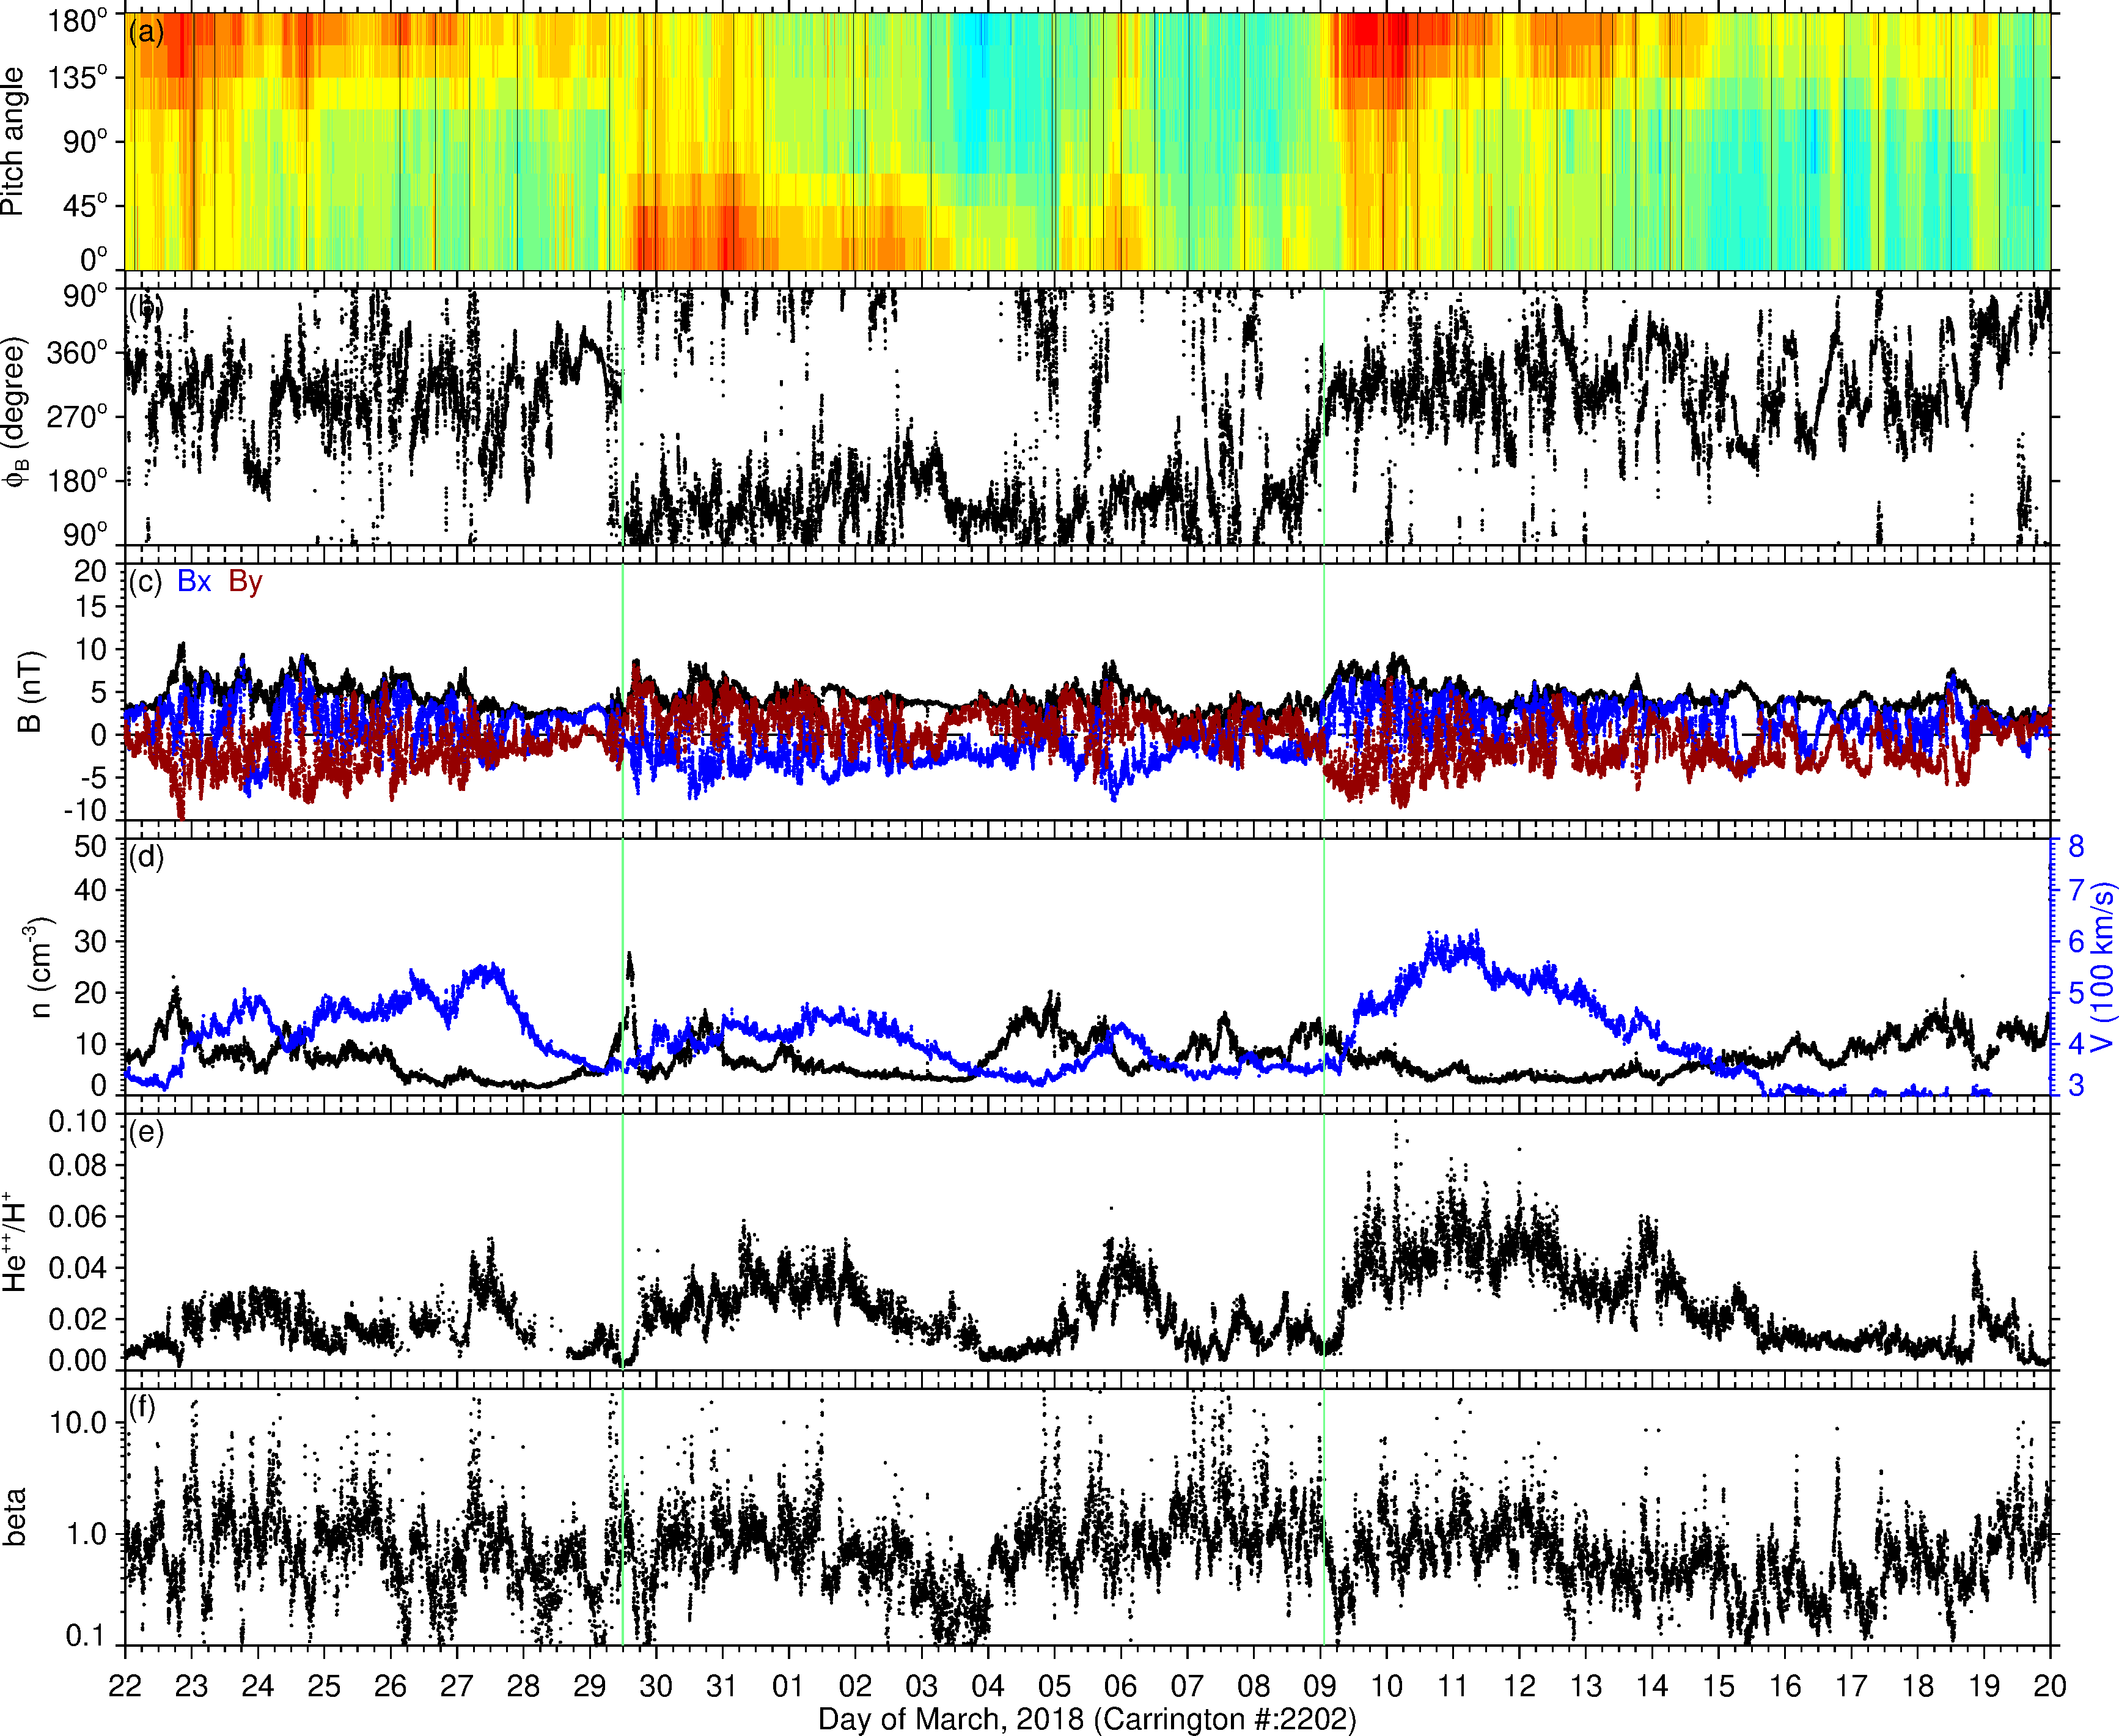 (a)
180°
135°
90°
45°
0°
Pitch angle
(b)
90°
360°
270°
180°
90°
ϕB (degree)
(c) Bx By
20
15
10
5
0
-5
-10
B (nT)
(d)
50
40
30
20
10
0
n (cm-3)
8
7
6
5
4
3
V (100 km/s)
(e)
0.10
0.08
0.06
0.04
0.02
0.00
He++/H+
(f)
10.0
1.0
0.1
beta
22 23 24 25 26 27 28 29 30 31 01 02 03 04 05 06 07 08 09 10 11 12 13 14 15 16 17 18 19 20
Day of March, 2018 (Carrington #:2202)